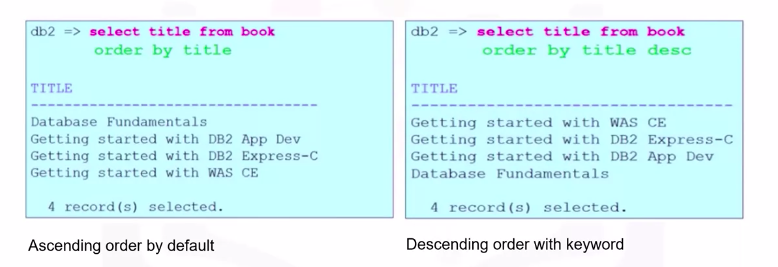 db2 => select title from book
order by title
TITLE
----------------------------------
Database Fundamentals
Getting started with DB2 App Dev
Getting started with DB2 Express-C
Getting started with WAS CE
4 record(s) selected.
Ascending order by default
db2 => select title from book
order by title desc
TITLE
----------------------------------
Getting started with WAS CE
Getting started with DB2 Express-C
Getting started with DB2 App Dev
Database Fundamentals
4 record(s) selected.
Descending order with keyword